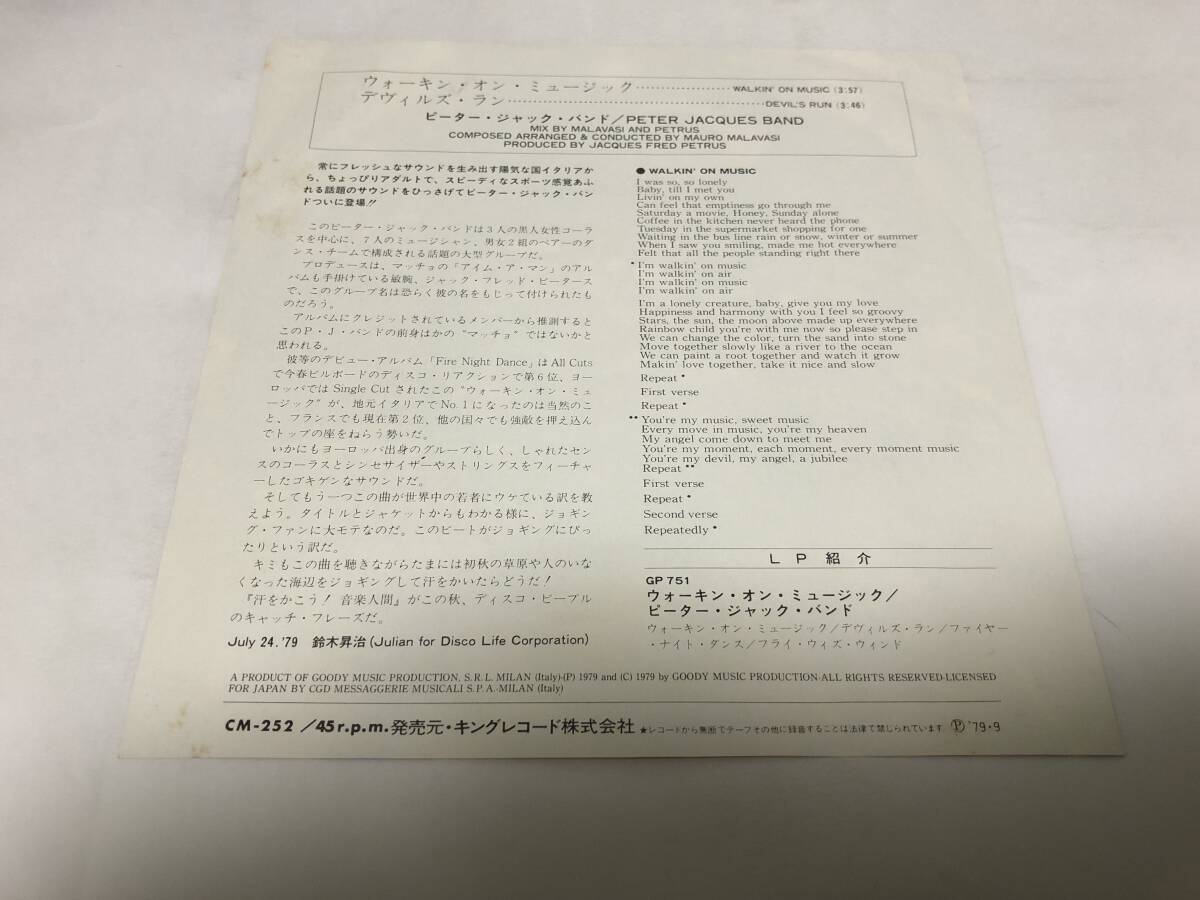 ウォーキン・オン・ミュージック………………WALKIN' ON MUSIC (3:57)
デヴィルズ・ラン………………………………………DEVIL'S RUN (3:46)
ピーター・ジャック・バンド／PETER JACQUES BAND
MIX BY MALAVASI AND PETRUS
COMPOSED ARRANGED & CONDUCTED BY MAURO MALAVASI
PRODUCED BY JACQUES FRED PETRUS
常にフレッシュなサウンドを生み出す陽気な国イタリアか
ら、ちょっぴりアダルトで、スピーディなスポーツ感覚あふ
れる話題のサウンドをひっさげてピーター・ジャック・バン
ドついに登場!!
このピーター・ジャック・バンドは３人の黒人女性コーラ
スを中心に、７人のミュージシャン、男女２組のペアーのダ
ンス・チームで構成される話題の大型グループだ。
プロデュースは、マッチョの「アイム・ア・マン」のアル
バムも手掛けている敏腕、ジャック・フレッド・ピータース
で、このグループ名は恐らく彼の名をもじって付けられたも
のだろう。
アルバムにクレジットされているメンバーから推測すると
このＰ・Ｊ・バンドの前身はかの“マッチョ”ではないかと
思われる。
彼等のデビュー・アルバム「Fire Night Dance」は All Cuts
で今春ビルボードのディスコ・リアクションで第６位、ヨー
ロッパでは Single Cut されたこの“ウォーキン・オン・ミュ
ージック”が、地元イタリアで No.１になったのは当然のこ
と、フランスでも現在第２位、他の国々でも強敵を押え込ん
でトップの座をねらう勢いだ。
いかにもヨーロッパ出身のグループらしく、しゃれたセン
スのコーラスとシンセサイザーやストリングスをフィーチャ
ーしたゴキゲンなサウンドだ。
そしてもう一つこの曲が世界中の若者にウケている訳を教
えよう。タイトルとジャケットからもわかる様に、ジョギン
グ・ファンに大モテなのだ。このビートがジョギングにぴっ
たりという訳だ。
キミもこの曲を聴きながらたまには初秋の草原や人のいな
くなった海辺をジョギングして汗をかいたらどうだ！
『汗をかこう！ 音楽人間』がこの秋、ディスコ・ピープル
のキャッチ・フレーズだ。
July 24. '79 鈴木昇治 (Julian for Disco Life Corporation)
● WALKIN' ON MUSIC
I was so, so lonely
Baby, till I met you
Livin' on my own
Can feel that emptiness go through me
Saturday a movie, Honey, Sunday alone
Coffee in the kitchen never heard the phone
Tuesday in the supermarket shopping for one
Waiting in the bus line rain or snow, winter or summer
When I saw you smiling, made me hot everywhere
Felt that all the people standing right there
* I'm walkin' on music
I'm walkin' on air
I'm walkin' on music
I'm walkin' on air
I'm a lonely creature, baby, give you my love
Happiness and harmony with you I feel so groovy
Stars, the sun, the moon above made up everywhere
Rainbow child you're with me now so please step in
We can change the color, turn the sand into stone
Move together slowly like a river to the ocean
We can paint a root together and watch it grow
Makin' love together, take it nice and slow
Repeat *
First verse
Repeat *
** You're my music, sweet music
Every move in music, you're my heaven
My angel come down to meet me
You're my moment, each moment, every moment music
You're my devil, my angel, a jubilee
Repeat **
First verse
Repeat *
Second verse
Repeatedly *
ＬＰ紹介
GP 751
ウォーキン・オン・ミュージック／
ピーター・ジャック・バンド
ウォーキン・オン・ミュージック／デヴィルズ・ラン／ファイヤー
・ナイト・ダンス／フライ・ウィズ・ウィンド
A PRODUCT OF GOODY MUSIC PRODUCTION, S.R.L. MILAN (Italy)-(P) 1979 and (C) 1979 by GOODY MUSIC PRODUCTION-ALL RIGHTS RESERVED-LICENSED
FOR JAPAN BY CGD MESSAGGERIE MUSICALI S.P.A.-MILAN (Italy)
CM-252 /45 r.p.m. 発売元・キングレコード株式会社 ★レコードから無断でテープその他に録音することは法律で禁じられています Ⓟ '79・9